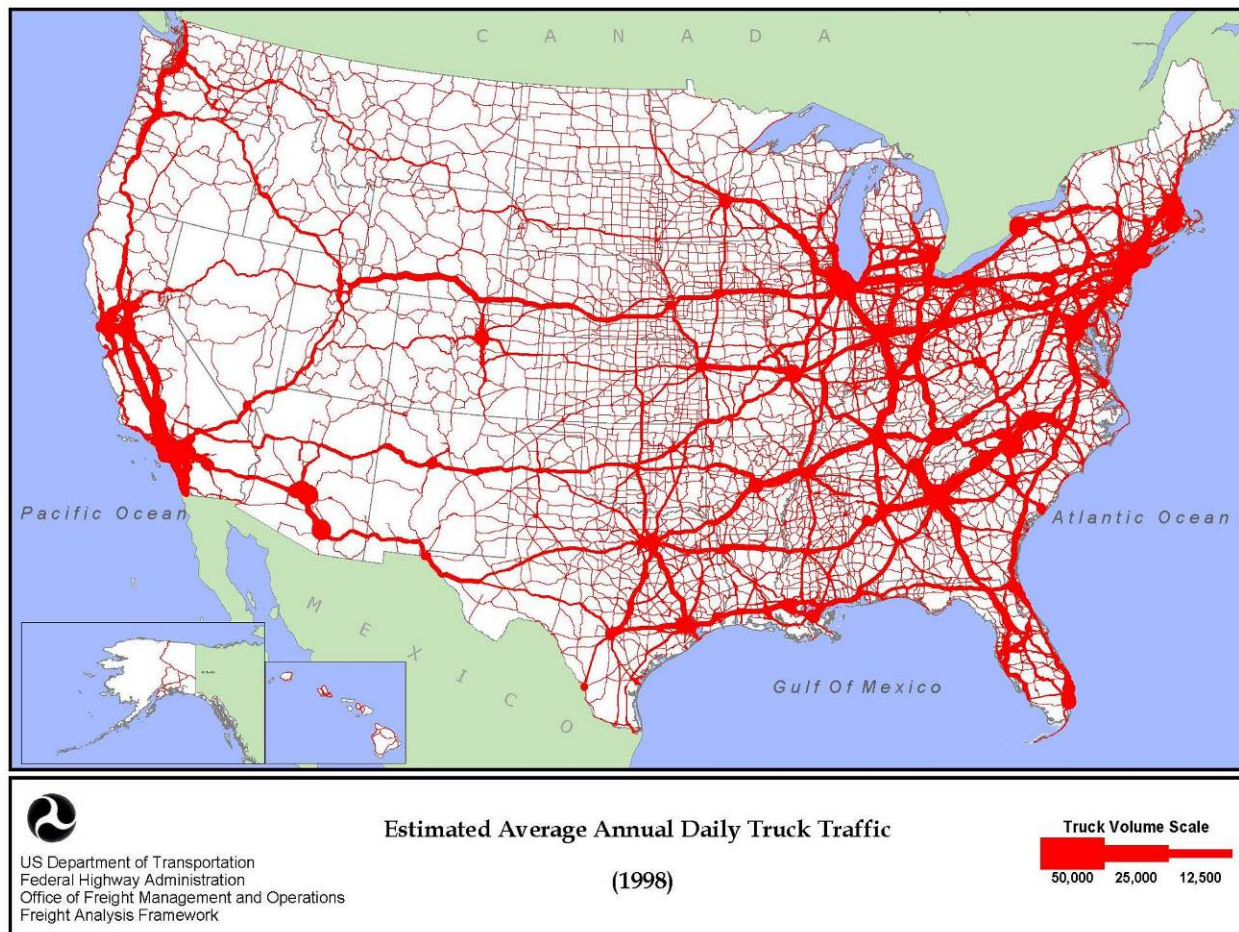 C A N A D A
Pacific Ocean
Atlantic Ocean
M E X I C O
Gulf Of Mexico
US Department of Transportation
Federal Highway Administration
Office of Freight Management and Operations
Freight Analysis Framework
Estimated Average Annual Daily Truck Traffic
(1998)
Truck Volume Scale
50,000 25,000 12,500